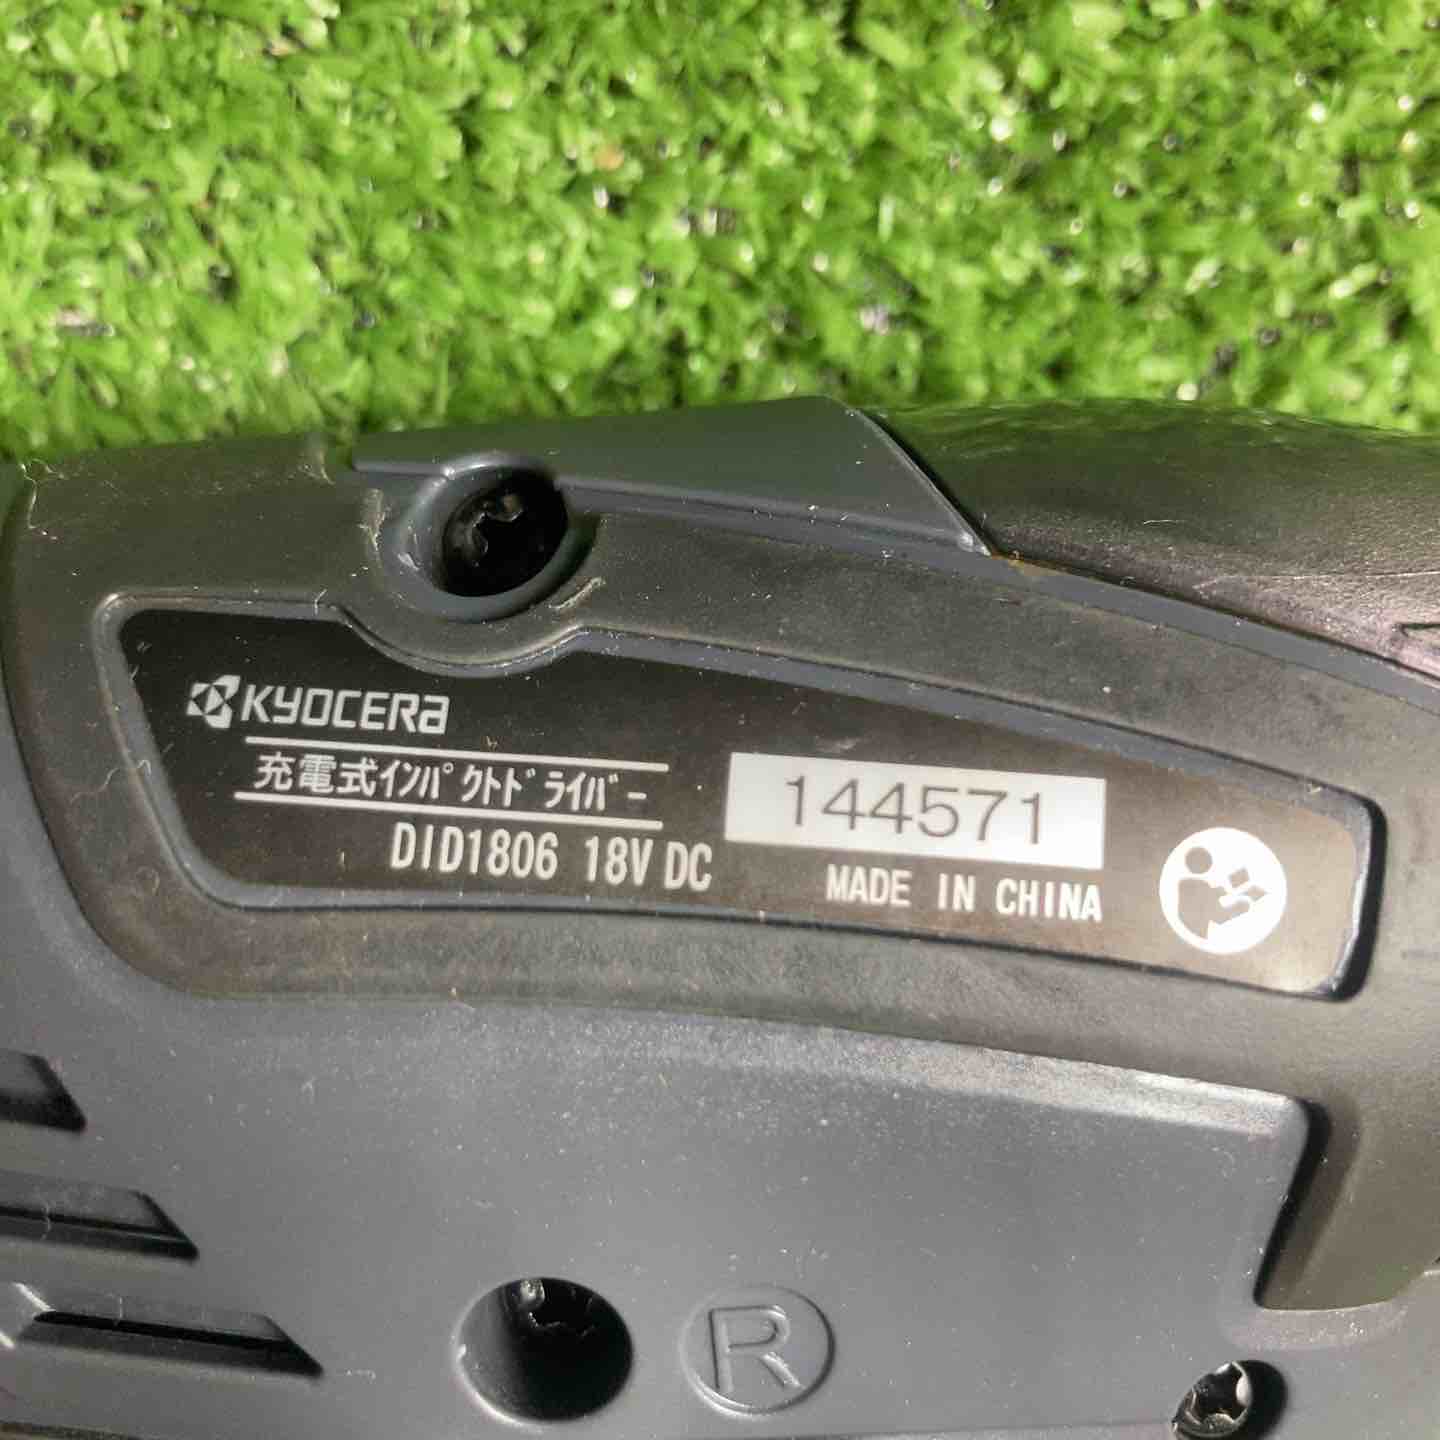 KYOCERA
充電式ｲﾝﾊﾟｸﾄﾄﾞﾗｲﾊﾞｰ
DID1806 18V DC
144571
MADE IN CHINA
R